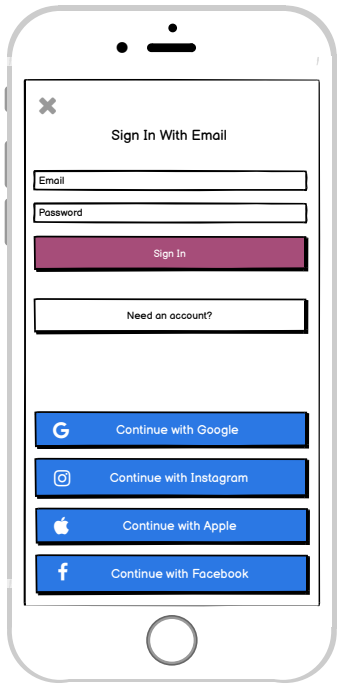 Sign In With Email
Email
Password
Sign In
Need an account?
Continue with Google
Continue with Instagram
Continue with Apple
Continue with Facebook